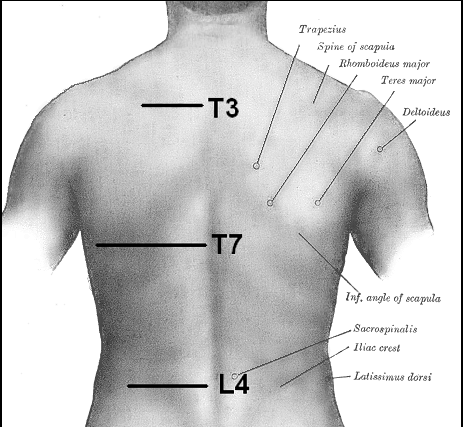 Trapezius
Spine of scapula
Rhomboideus major
Teres major
T3
Deltoideus
T7
Inf. angle of scapula
Sacrospinalis
Iliac crest
L4
Latissimus dorsi